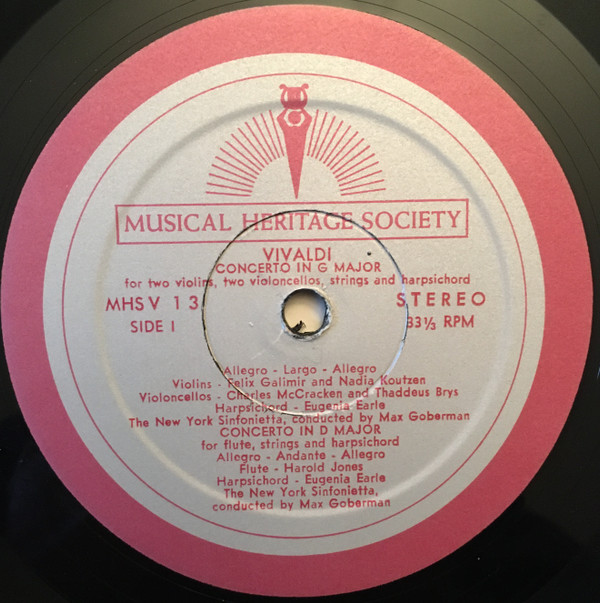 MUSICAL HERITAGE SOCIETY
VIVALDI
CONCERTO IN G MAJOR
for two violins, two violoncellos, strings and harpsichord
MHS V 13 STEREO
SIDE I 33⅓ RPM
Allegro - Largo - Allegro
Violins - Felix Galimir and Nadia Koutzen
Violoncellos - Charles McCracken and Thaddeus Brys
Harpsichord - Eugenia Earle
The New York Sinfonietta, conducted by Max Goberman
CONCERTO IN D MAJOR
for flute, strings and harpsichord
Allegro - Andante - Allegro
Flute - Harold Jones
Harpsichord - Eugenia Earle
The New York Sinfonietta,
conducted by Max Goberman